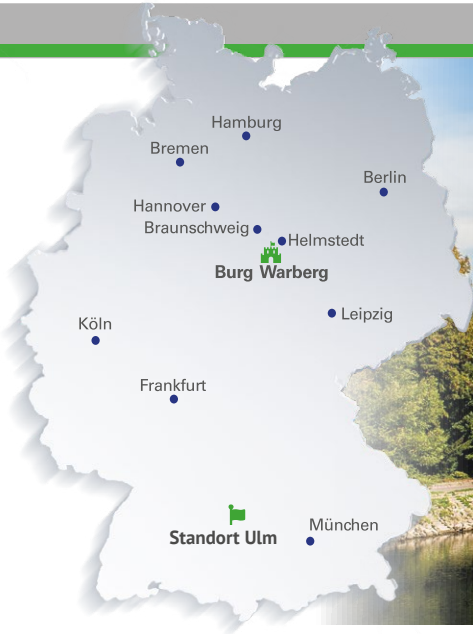 Hamburg
Bremen
Berlin
Hannover
Braunschweig
Helmstedt
Burg Warberg
Leipzig
Köln
Frankfurt
Standort Ulm
München